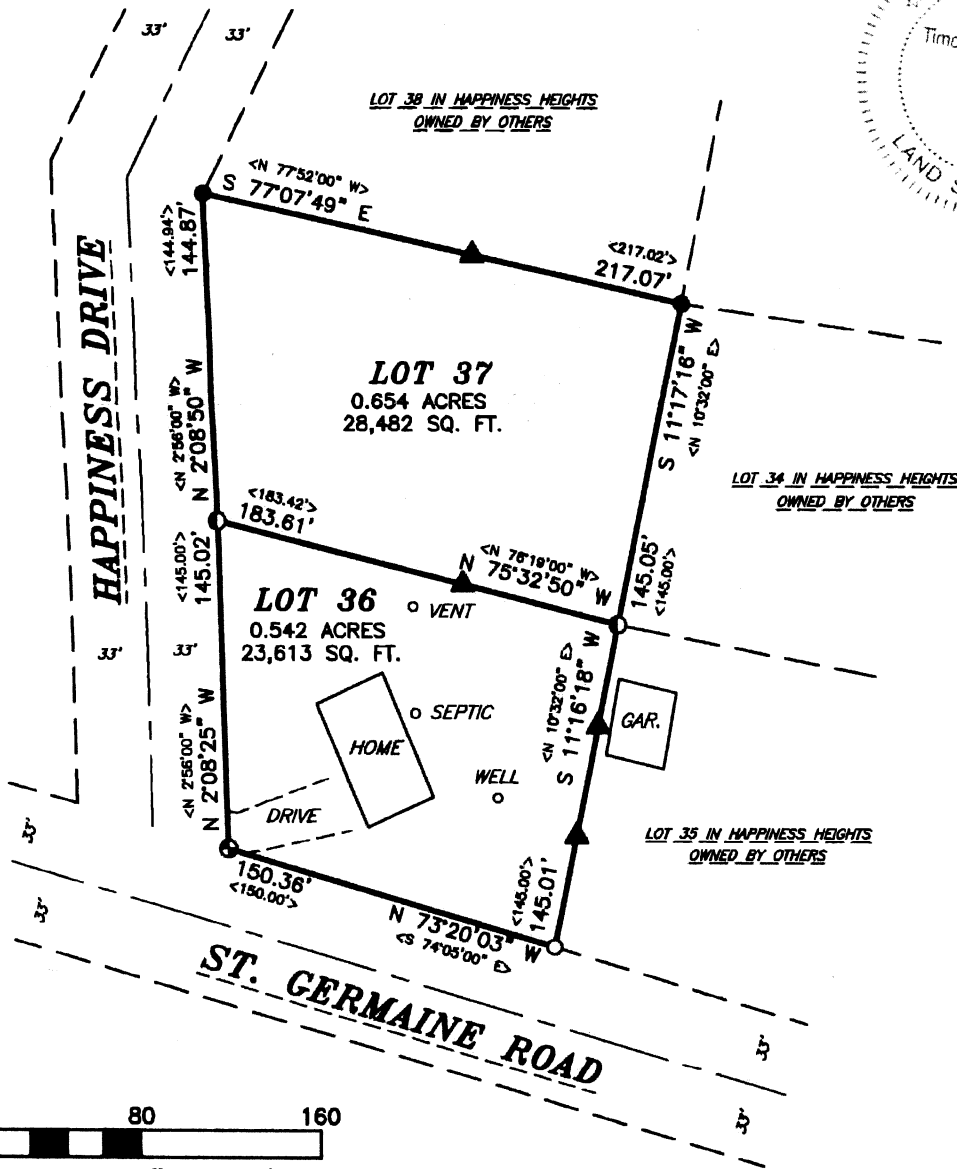 33'
33'
Timo
LAND S
LOT 38 IN HAPPINESS HEIGHTS
OWNED BY OTHERS
<N 77°52'00" W>
S 77°07'49" E
<217.02'>
217.07'
<144.94'>
144.87'
HAPPINESS DRIVE
<N 2°56'00" W>
N 2°08'50" W
LOT 37
0.654 ACRES
28,482 SQ. FT.
S 11°17'16" W
<N 10°32'00" E>
LOT 34 IN HAPPINESS HEIGHTS
OWNED BY OTHERS
<183.42'>
183.61'
<N 76°19'00" W>
N 75°32'50" W
145.05'
<145.00'>
<145.00'>
145.02'
LOT 36
0.542 ACRES
23,613 SQ. FT.
VENT
33'
33'
<N 10°32'00" E>
S 11°16'18" W
SEPTIC
GAR.
HOME
<N 2°56'00" W>
N 2°08'25" W
WELL
DRIVE
LOT 35 IN HAPPINESS HEIGHTS
OWNED BY OTHERS
33'
150.36'
<150.00'>
<145.00'>
145.01'
N 73°20'03" W
<S 74°05'00" E>
33'
ST. GERMAINE ROAD
33'
33'
80
160